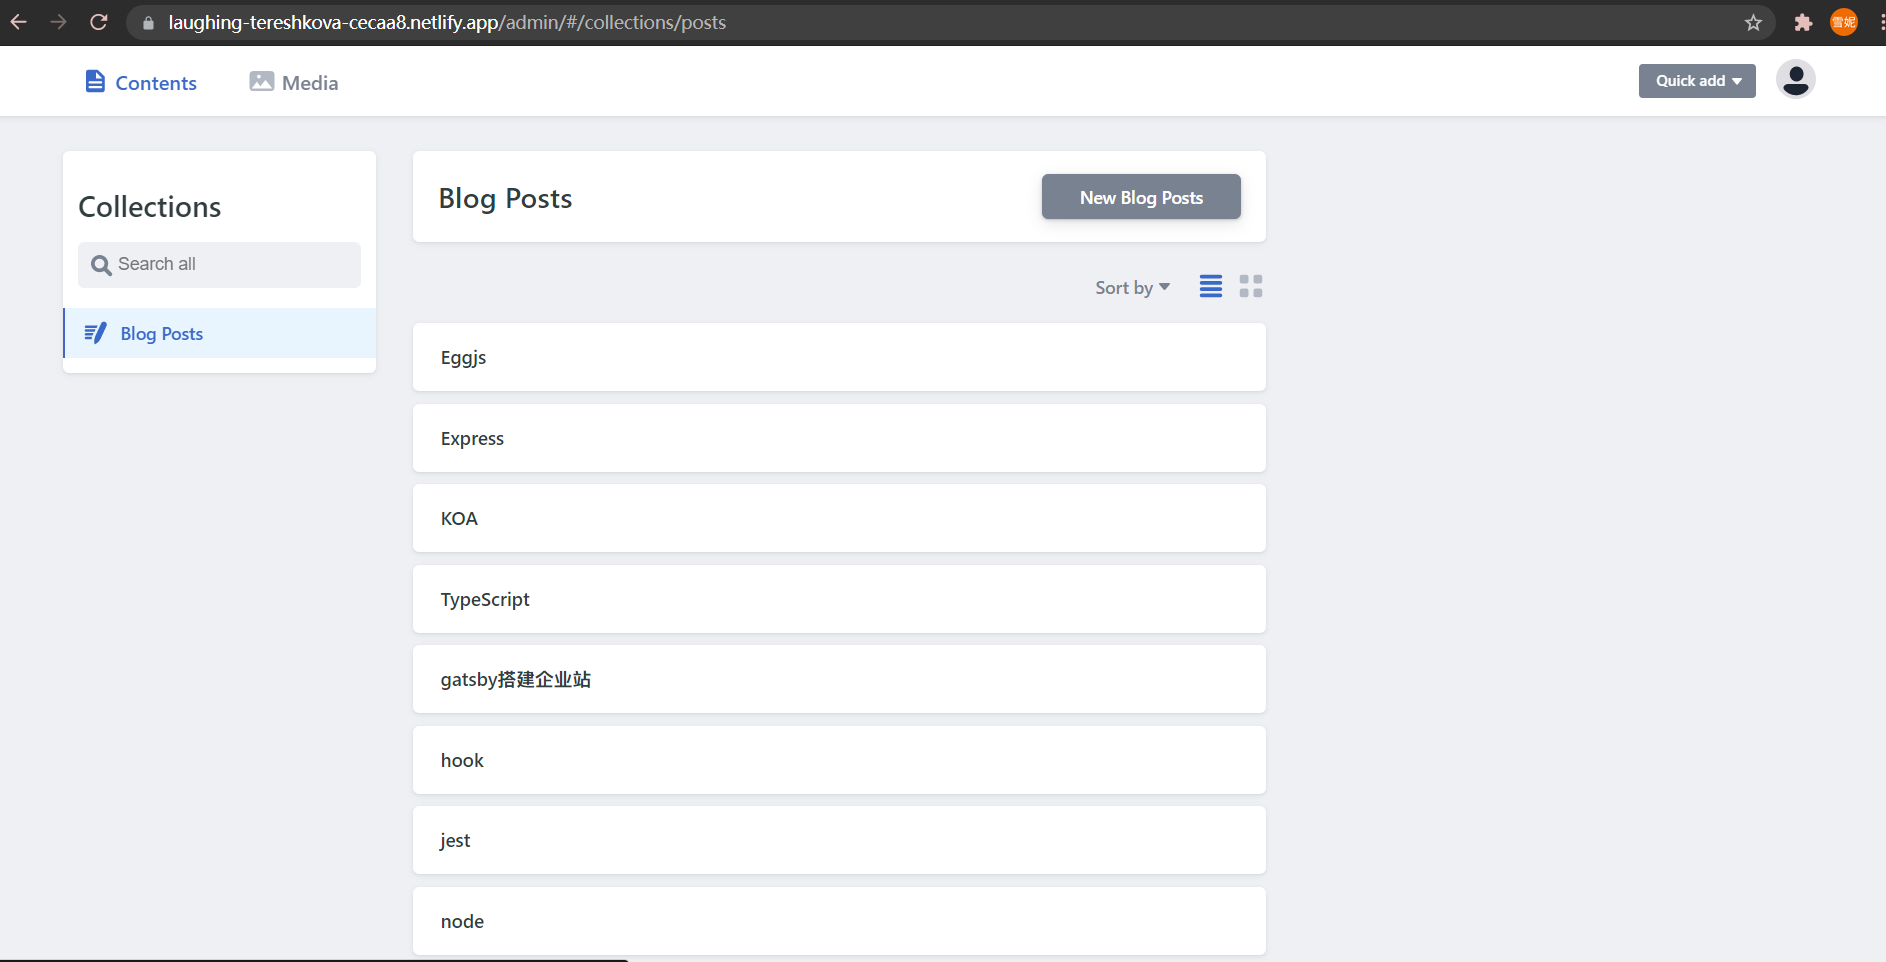 laughing-tereshkova-cecaa8.netlify.app/admin/#/collections/posts
雪妮
Contents
Media
Quick add
Collections
Search all
Blog Posts
Blog Posts
New Blog Posts
Sort by
Eggjs
Express
KOA
TypeScript
gatsby搭建企业站
hook
jest
node